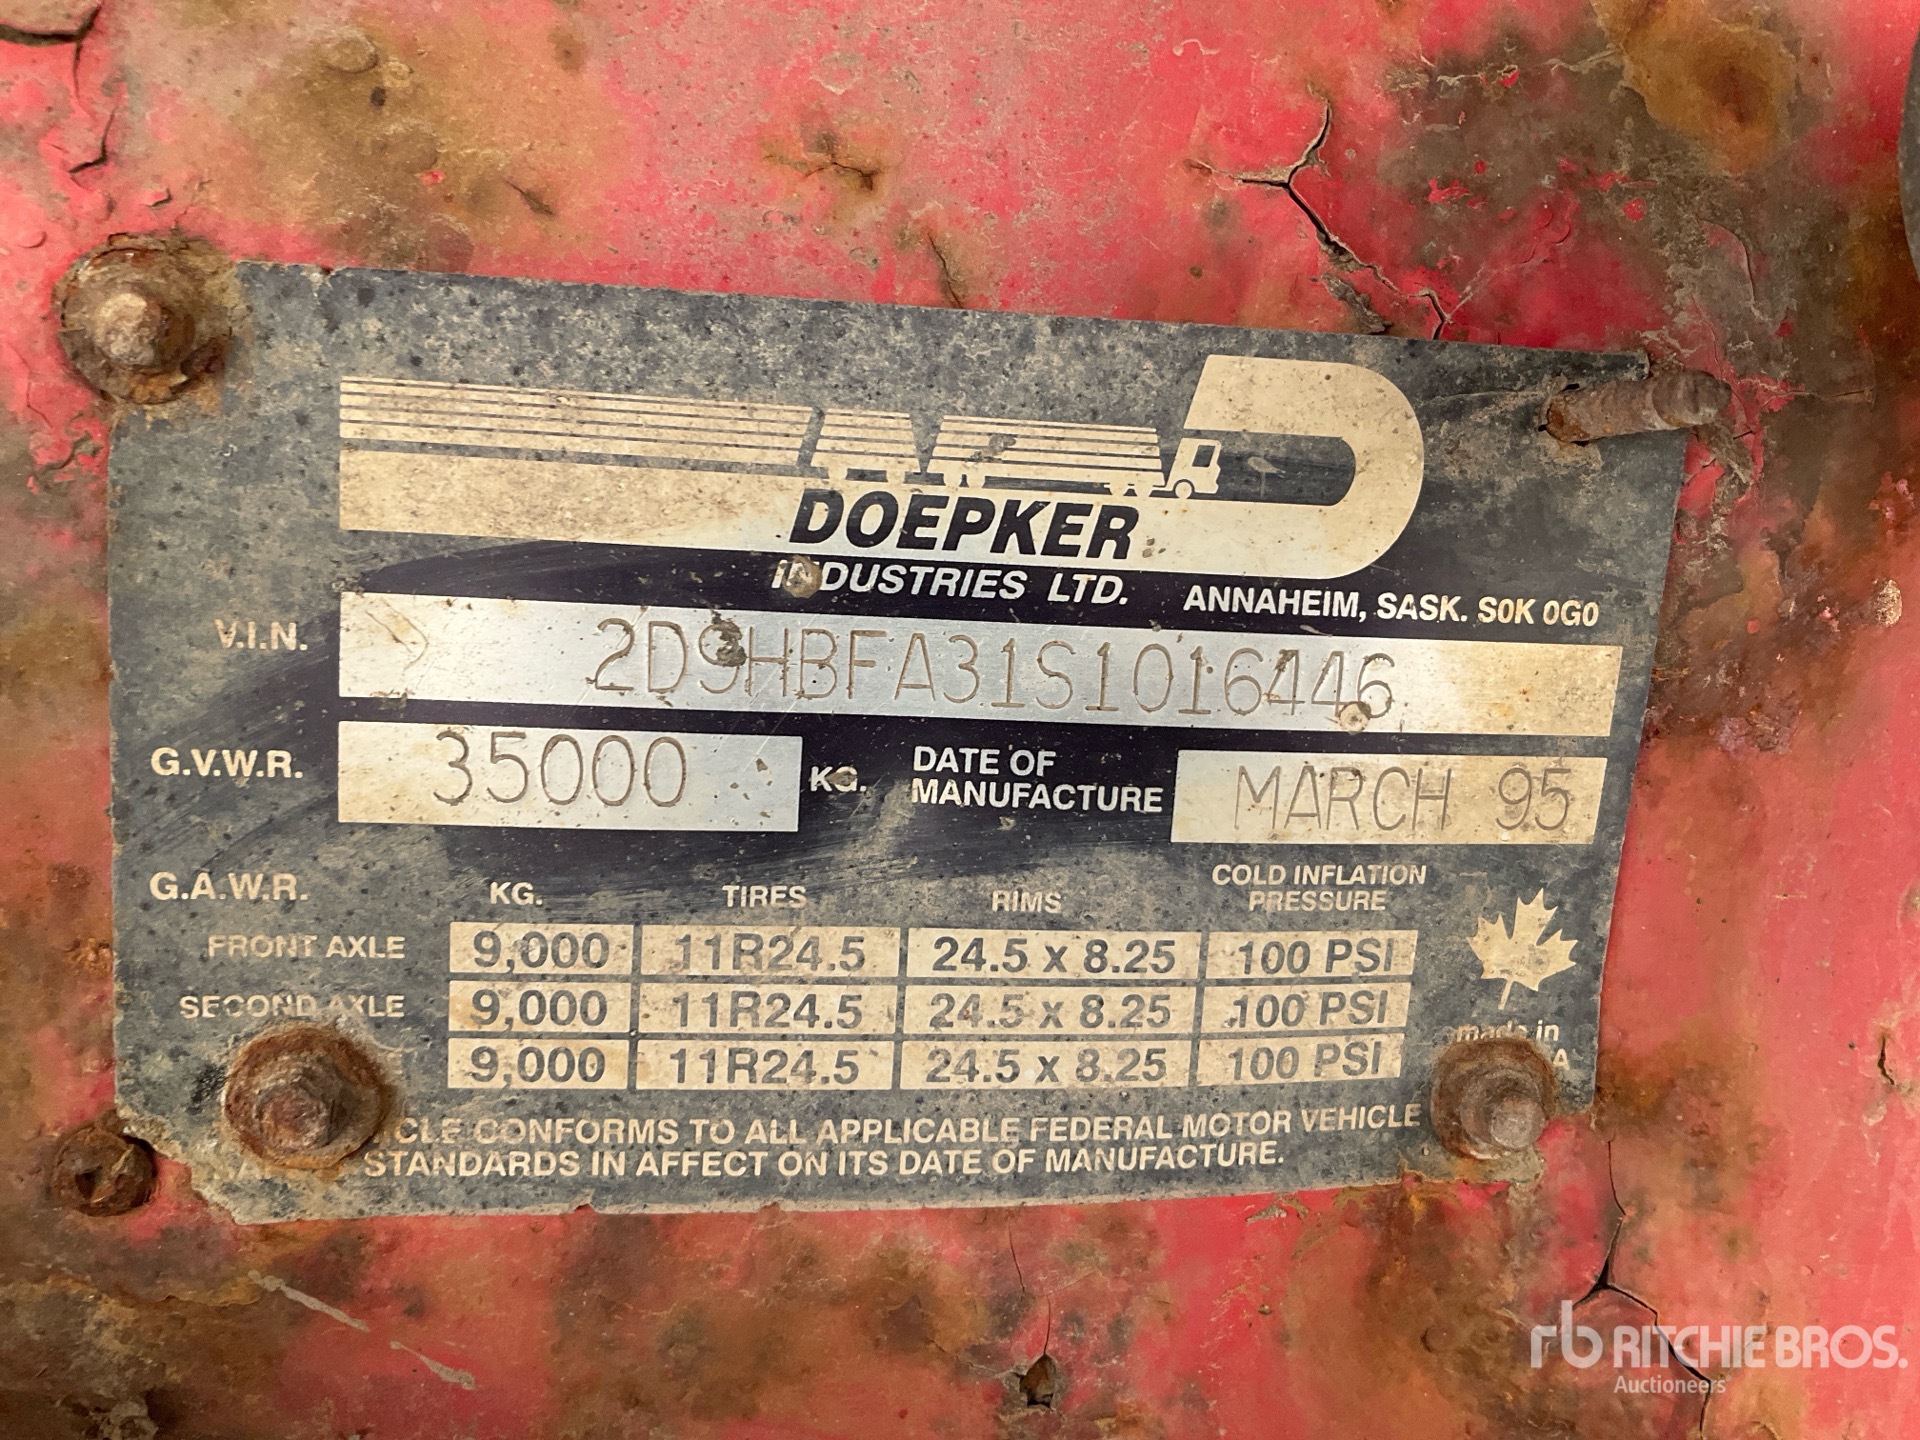 DOEPKER
INDUSTRIES LTD. ANNAHEIM, SASK. S0K 0G0
V.I.N. 2D9HBFA31S1016446
G.V.W.R. 35000 KG. DATE OF MANUFACTURE MARCH 95
G.A.W.R. KG. TIRES RIMS COLD INFLATION PRESSURE
FRONT AXLE 9,000 11R24.5 24.5 x 8.25 100 PSI
SECOND AXLE 9,000 11R24.5 24.5 x 8.25 100 PSI
9,000 11R24.5 24.5 x 8.25 100 PSI
made in
CONFORMS TO ALL APPLICABLE FEDERAL MOTOR VEHICLE
STANDARDS IN AFFECT ON ITS DATE OF MANUFACTURE.
rb RITCHIE BROS.
Auctioneers